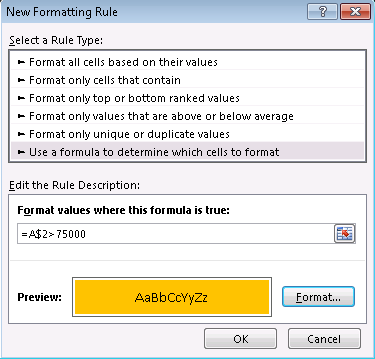 New Formatting Rule
Select a Rule Type:
► Format all cells based on their values
► Format only cells that contain
► Format only top or bottom ranked values
► Format only values that are above or below average
► Format only unique or duplicate values
► Use a formula to determine which cells to format
Edit the Rule Description:
Format values where this formula is true:
=A$2>75000
Preview: AaBbCcYyZz Format...
OK Cancel